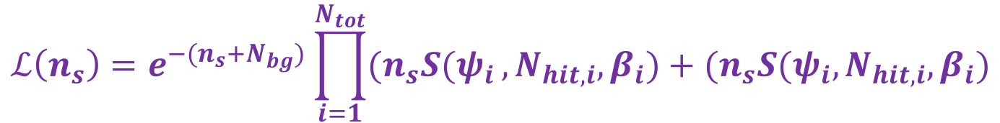 ℒ(n_s) = e^{-(n_s+N_{bg})} ∏_{i=1}^{N_{tot}} (n_s S(ψ_i , N_{hit,i}, β_i) + (n_s S(ψ_i, N_{hit,i}, β_i)